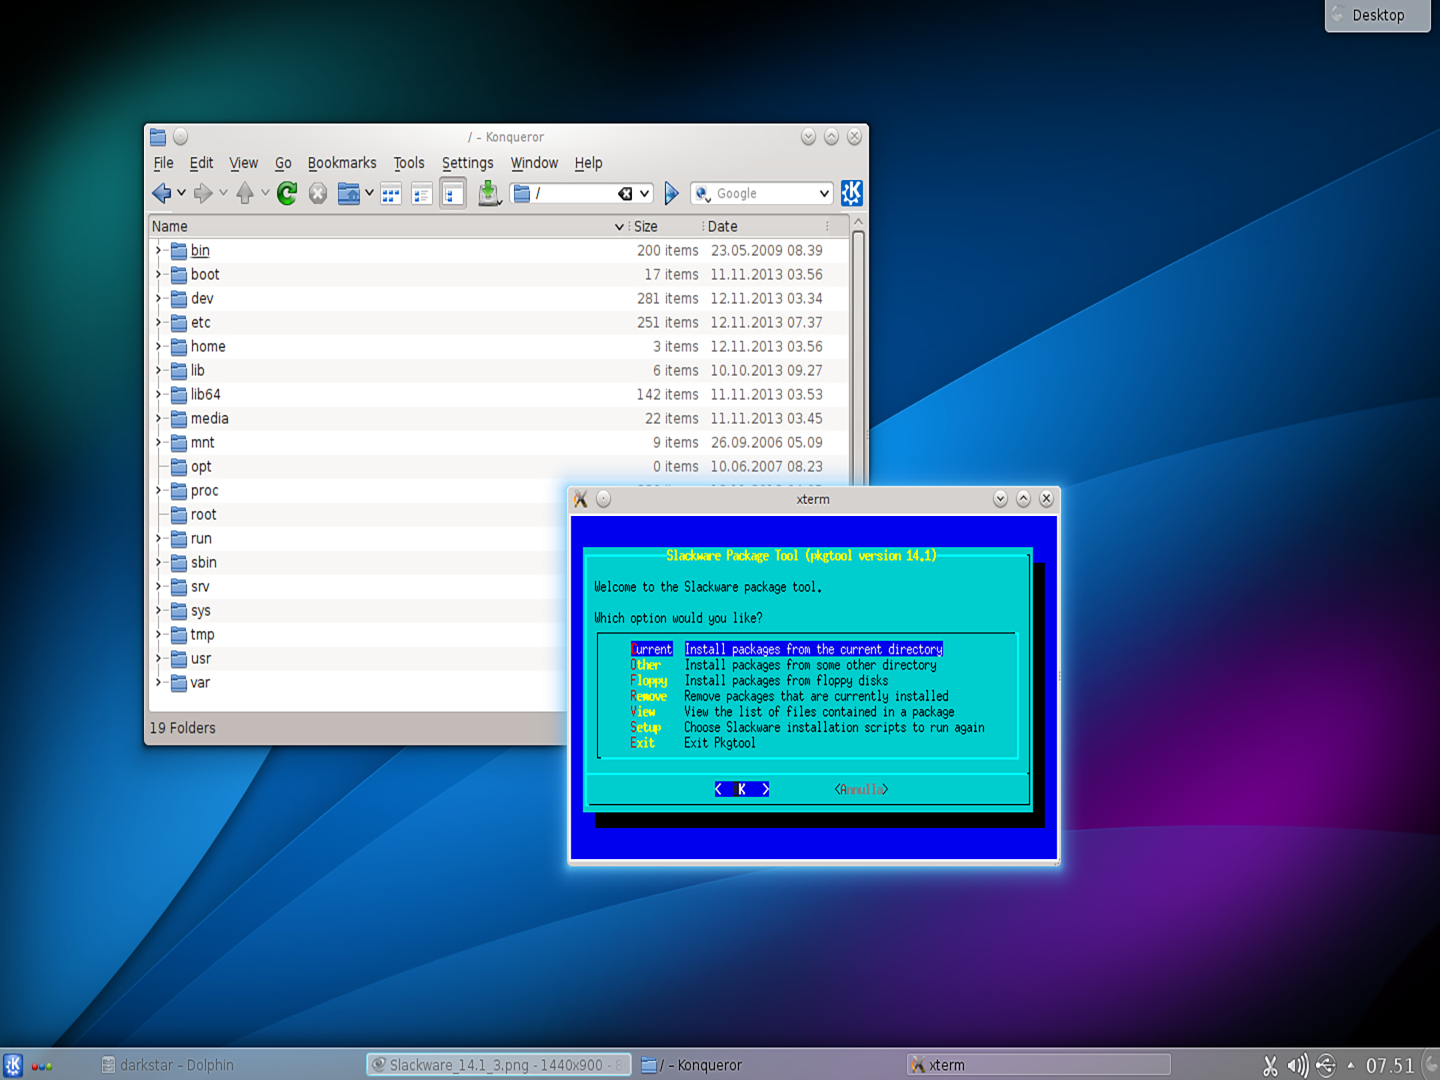 Desktop
/ – Konqueror
File Edit View Go Bookmarks Tools Settings Window Help
/ Google
Name Size Date
bin 200 items 23.05.2009 08.39
boot 17 items 11.11.2013 03.56
dev 281 items 12.11.2013 03.34
etc 251 items 12.11.2013 07.37
home 3 items 12.11.2013 03.56
lib 6 items 10.10.2013 09.27
lib64 142 items 11.11.2013 03.53
media 22 items 11.11.2013 03.45
mnt 9 items 26.09.2006 05.09
opt 0 items 10.06.2007 08.23
proc
root
run
sbin
srv
sys
tmp
usr
var
19 Folders
xterm
Slackware Package Tool (pkgtool version 14.1)
Welcome to the Slackware package tool.
Which option would you like?
Current Install packages from the current directory
Other Install packages from some other directory
Floppy Install packages from floppy disks
Remove Remove packages that are currently installed
View View the list of files contained in a package
Setup Choose Slackware installation scripts to run again
Exit Exit Pkgtool
< OK > <Annulla>
darkstar – Dolphin Slackware_14.1_3.png - 1440x900 - / – Konqueror xterm 07.51